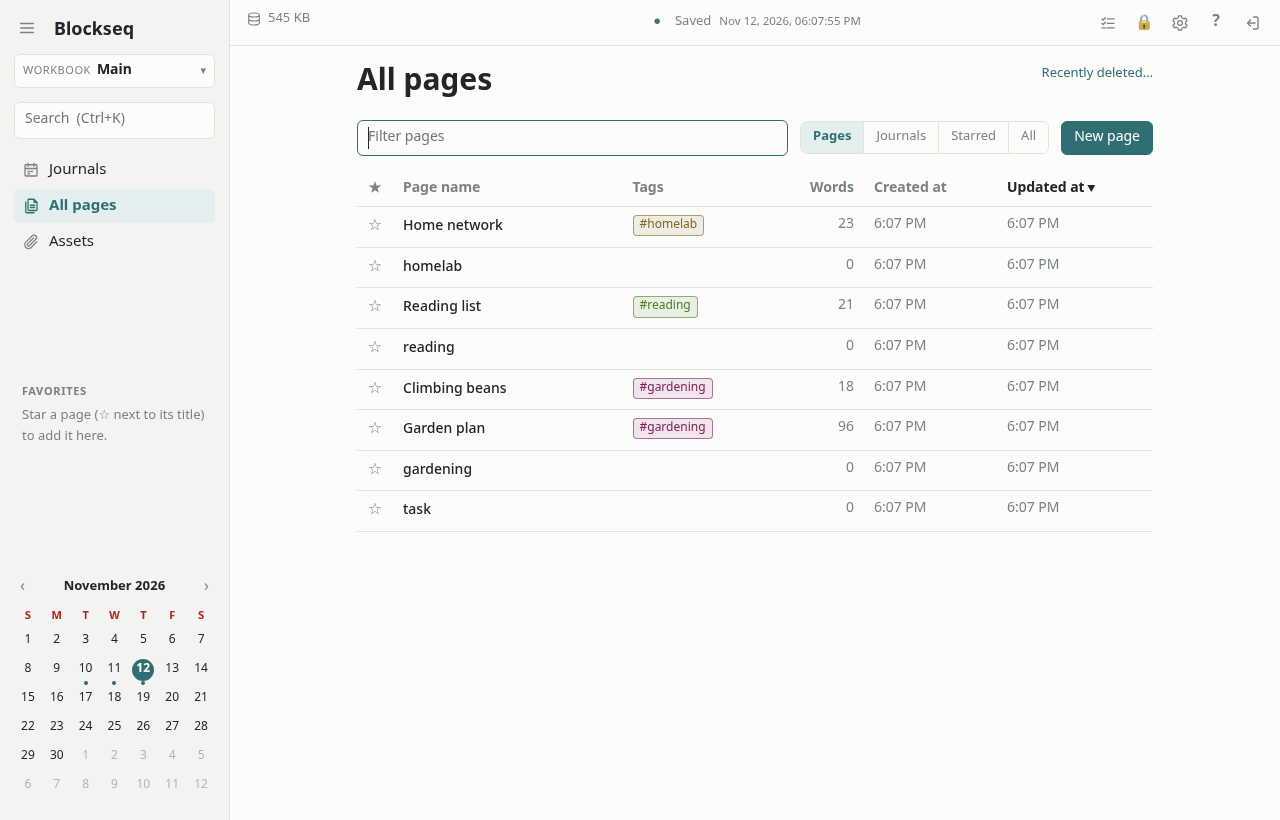 Blockseq
WORKBOOK Main ▾
Search (Ctrl+K)
Journals
All pages
Assets
FAVORITES
Star a page (☆ next to its title)
to add it here.
‹ November 2026 ›
S M T W T F S
1 2 3 4 5 6 7
8 9 10 11 12 13 14
15 16 17 18 19 20 21
22 23 24 25 26 27 28
29 30 1 2 3 4 5
6 7 8 9 10 11 12
545 KB
● Saved Nov 12, 2026, 06:07:55 PM
?
All pages
Recently deleted…
Filter pages
Pages Journals Starred All
New page
★ Page name Tags Words Created at Updated at ▾
☆ Home network #homelab 23 6:07 PM 6:07 PM
☆ homelab 0 6:07 PM 6:07 PM
☆ Reading list #reading 21 6:07 PM 6:07 PM
☆ reading 0 6:07 PM 6:07 PM
☆ Climbing beans #gardening 18 6:07 PM 6:07 PM
☆ Garden plan #gardening 96 6:07 PM 6:07 PM
☆ gardening 0 6:07 PM 6:07 PM
☆ task 0 6:07 PM 6:07 PM